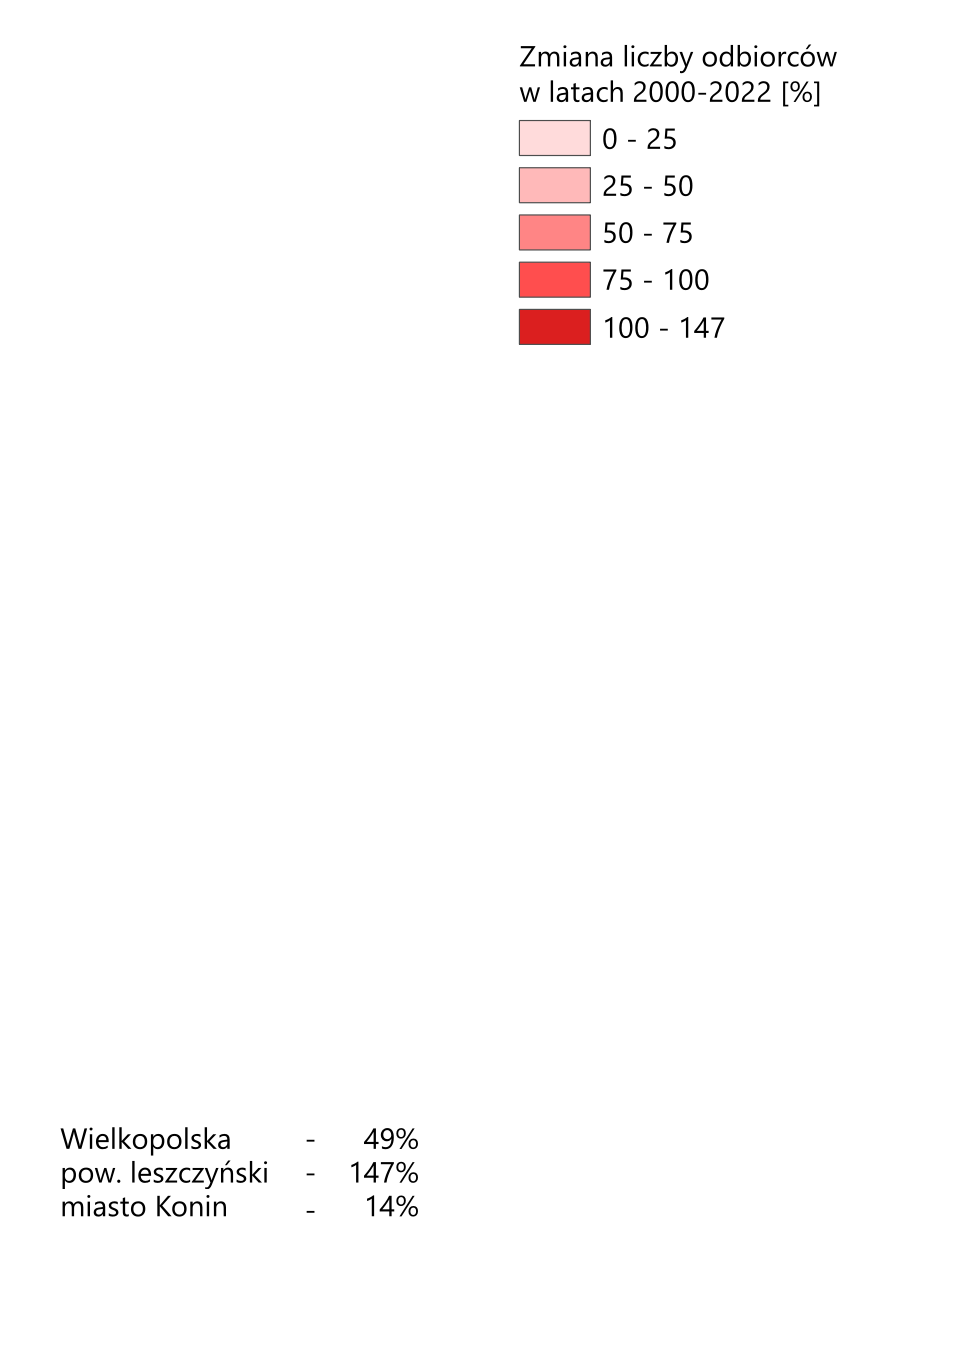 Zmiana liczby odbiorców
w latach 2000-2022 [%]
0 - 25
25 - 50
50 - 75
75 - 100
100 - 147
Wielkopolska - 49%
pow. leszczyński - 147%
miasto Konin - 14%